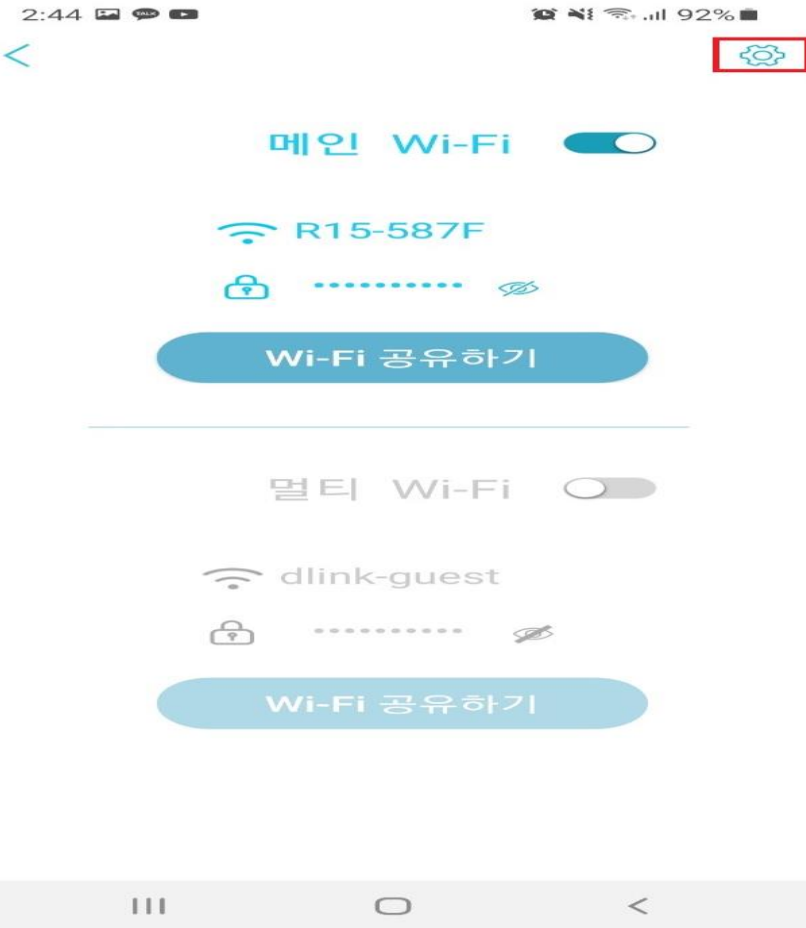 2:44 TALK 92%
메인 Wi-Fi
R15-587F
Wi-Fi 공유하기
멀티 Wi-Fi
dlink-guest
Wi-Fi 공유하기